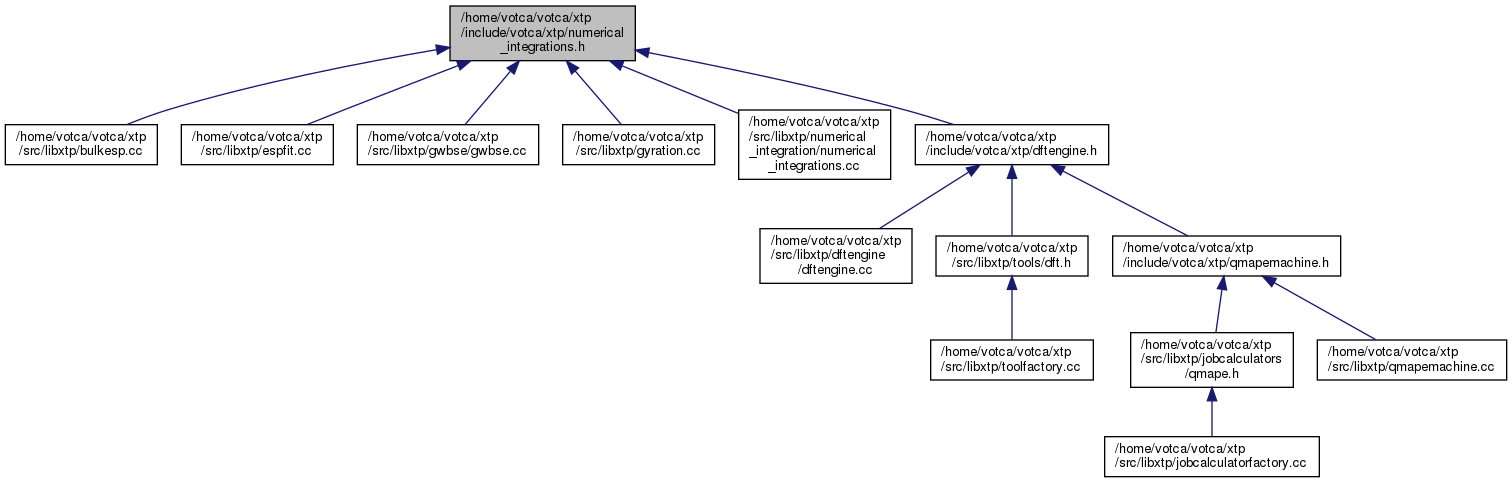 /home/votca/votca/xtp
/include/votca/xtp/numerical
_integrations.h
/home/votca/votca/xtp
/src/libxtp/bulkesp.cc
/home/votca/votca/xtp
/src/libxtp/espfit.cc
/home/votca/votca/xtp
/src/libxtp/gwbse/gwbse.cc
/home/votca/votca/xtp
/src/libxtp/gyration.cc
/home/votca/votca/xtp
/src/libxtp/numerical
_integration/numerical
_integrations.cc
/home/votca/votca/xtp
/include/votca/xtp/dftengine.h
/home/votca/votca/xtp
/src/libxtp/dftengine
/dftengine.cc
/home/votca/votca/xtp
/src/libxtp/tools/dft.h
/home/votca/votca/xtp
/include/votca/xtp/qmapemachine.h
/home/votca/votca/xtp
/src/libxtp/toolfactory.cc
/home/votca/votca/xtp
/src/libxtp/jobcalculators
/qmape.h
/home/votca/votca/xtp
/src/libxtp/qmapemachine.cc
/home/votca/votca/xtp
/src/libxtp/jobcalculatorfactory.cc